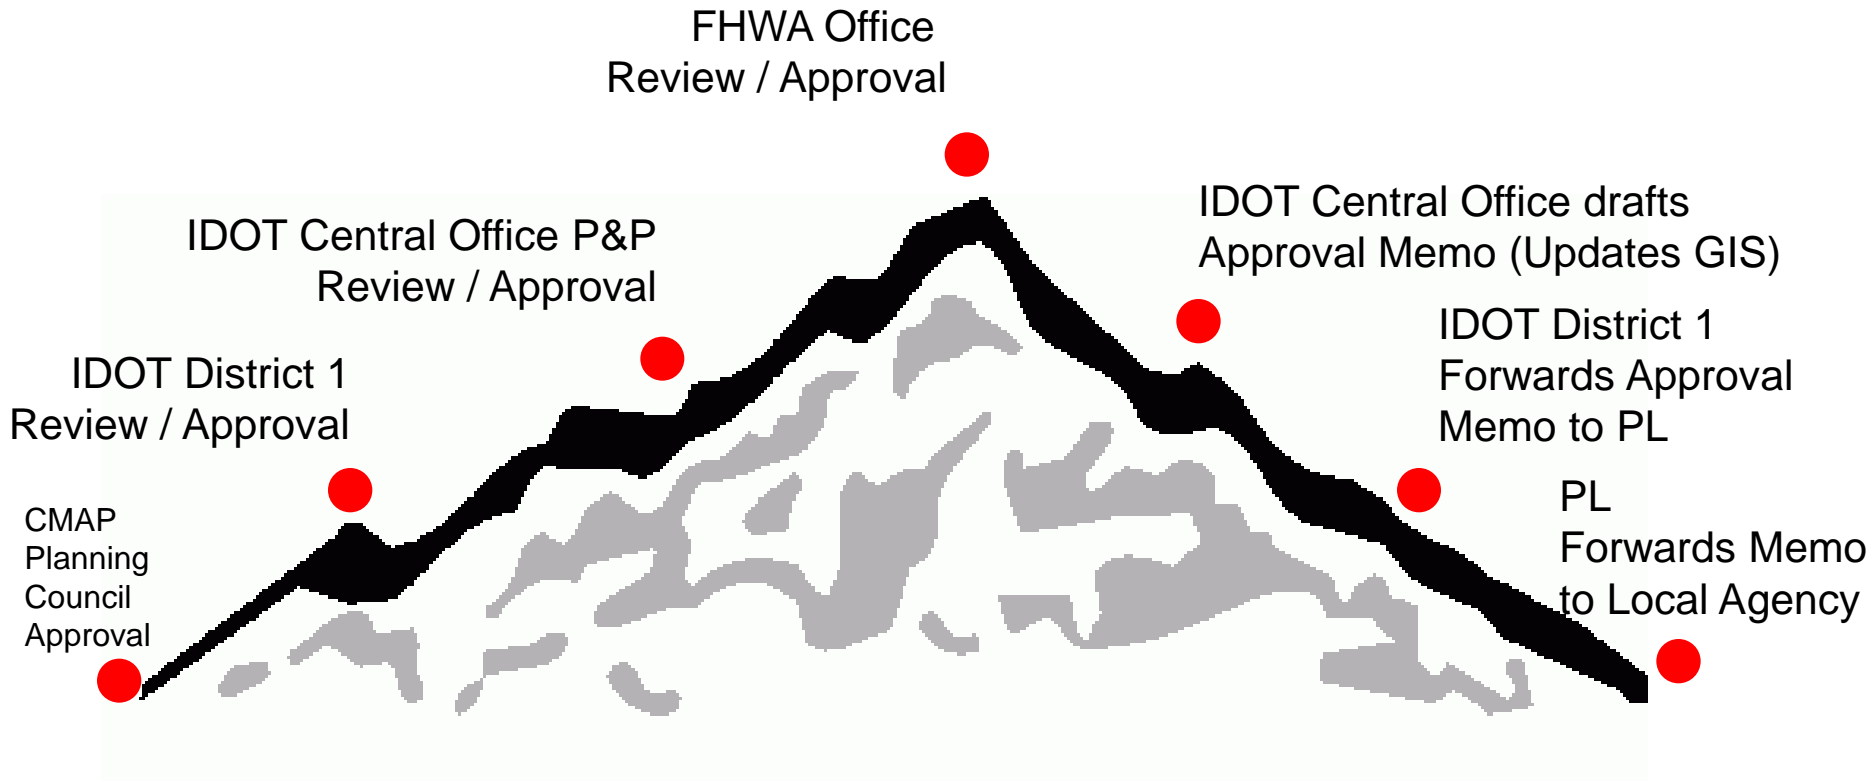 FHWA Office
Review / Approval
IDOT Central Office P&P
Review / Approval
IDOT Central Office drafts
Approval Memo (Updates GIS)
IDOT District 1
Review / Approval
IDOT District 1
Forwards Approval
Memo to PL
CMAP
Planning
Council
Approval
PL
Forwards Memo
to Local Agency